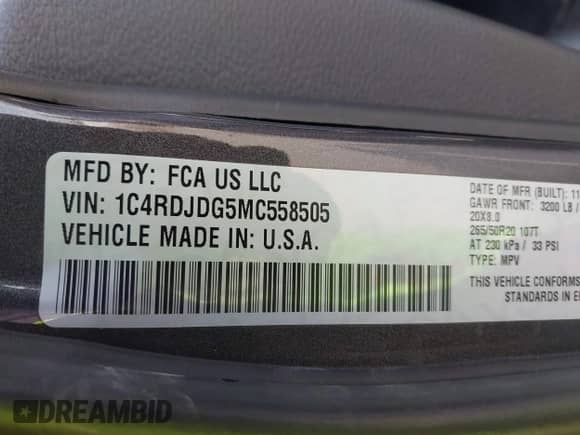 MFD BY: FCA US LLC
VIN: 1C4RDJDG5MC558505
VEHICLE MADE IN: U.S.A.
DATE OF MFR (BUILT): 11
GAWR FRONT: 3200 LB /
20X8.0
265/50R20 107T
AT 230 kPa / 33 PSI
TYPE: MPV
THIS VEHICLE CONFORMS
STANDARDS IN
DREAMBID